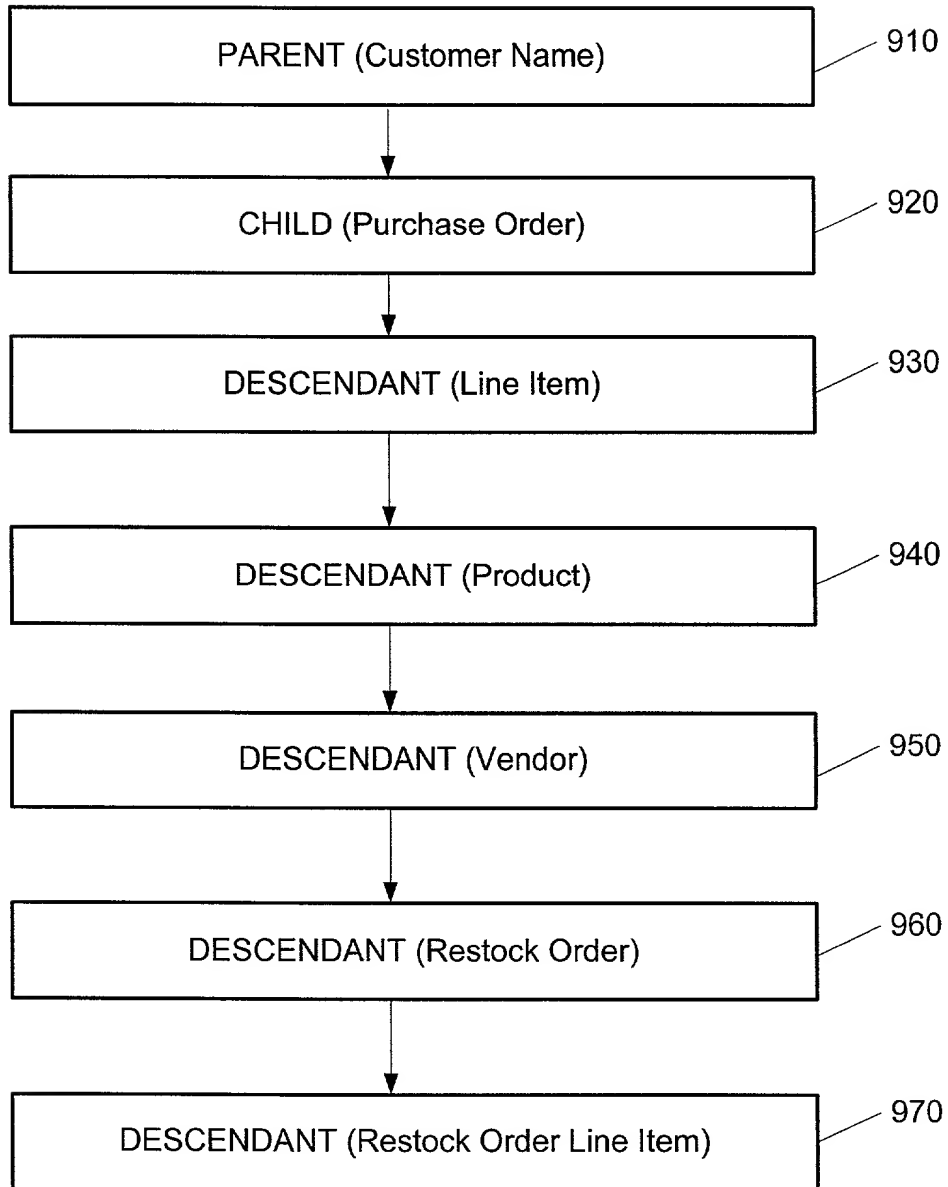 PARENT (Customer Name)
910
CHILD (Purchase Order)
920
DESCENDANT (Line Item)
930
DESCENDANT (Product)
940
DESCENDANT (Vendor)
950
DESCENDANT (Restock Order)
960
DESCENDANT (Restock Order Line Item)
970